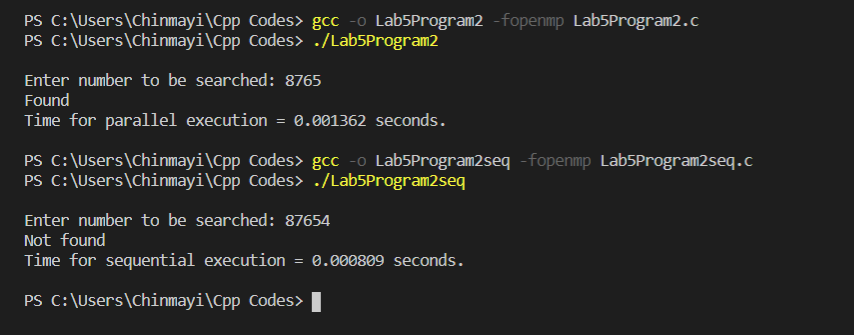 PS C:\Users\Chinmayi\Cpp Codes> gcc -o Lab5Program2 -fopenmp Lab5Program2.c
PS C:\Users\Chinmayi\Cpp Codes> ./Lab5Program2
Enter number to be searched: 8765
Found
Time for parallel execution = 0.001362 seconds.
PS C:\Users\Chinmayi\Cpp Codes> gcc -o Lab5Program2seq -fopenmp Lab5Program2seq.c
PS C:\Users\Chinmayi\Cpp Codes> ./Lab5Program2seq
Enter number to be searched: 87654
Not found
Time for sequential execution = 0.000809 seconds.
PS C:\Users\Chinmayi\Cpp Codes>